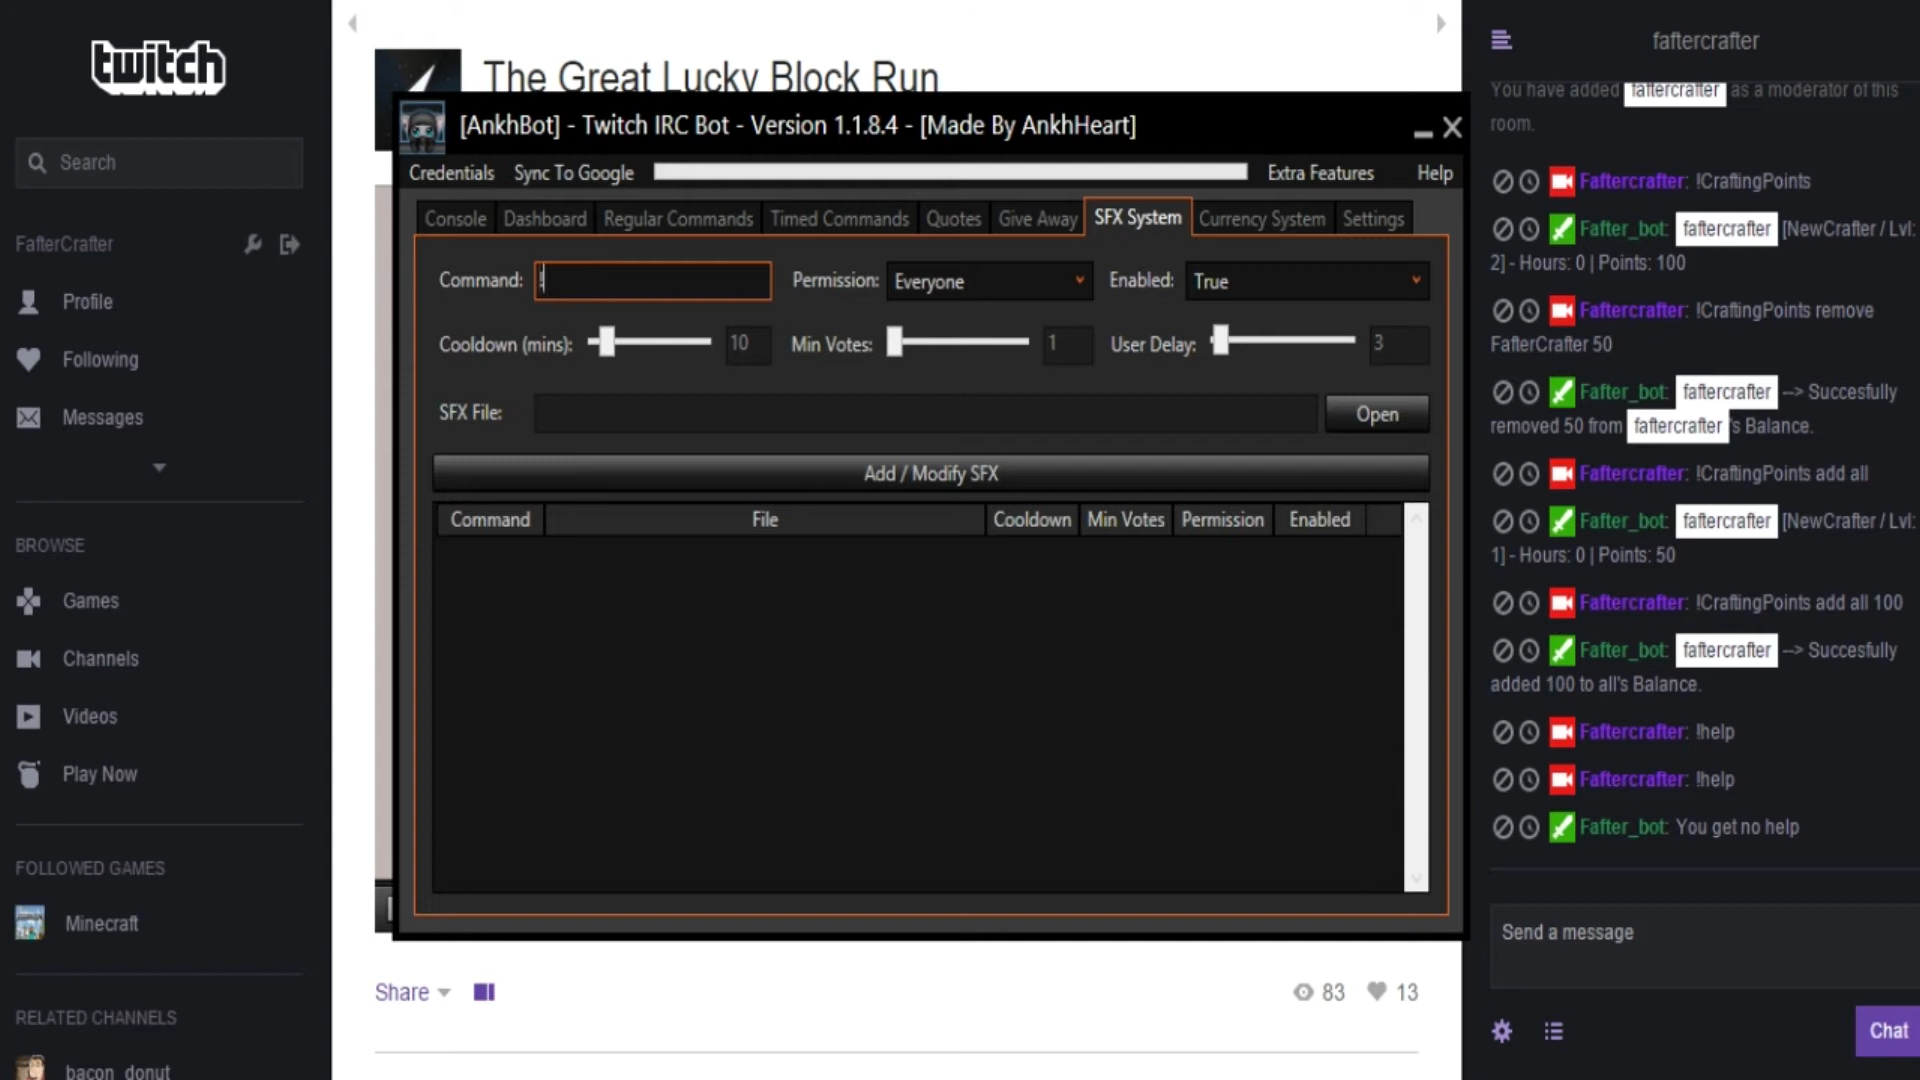 twitch
Search
FafterCrafter
Profile
Following
Messages
BROWSE
Games
Channels
Videos
Play Now
FOLLOWED GAMES
Minecraft
RELATED CHANNELS
bacon_donut
The Great Lucky Block Run
[AnkhBot] - Twitch IRC Bot - Version 1.1.8.4 - [Made By AnkhHeart]
Credentials Sync To Google Extra Features Help
Console Dashboard Regular Commands Timed Commands Quotes Give Away SFX System Currency System Settings
Command: ! Permission: Everyone Enabled: True
Cooldown (mins): 10 Min Votes: 1 User Delay: 3
SFX File: Open
Add / Modify SFX
Command File Cooldown Min Votes Permission Enabled
Share 83 13
faftercrafter
You have added faftercrafter as a moderator of this
room.
Faftercrafter: !CraftingPoints
Fafter_bot: faftercrafter [NewCrafter / Lvl:
2] - Hours: 0 | Points: 100
Faftercrafter: !CraftingPoints remove
FafterCrafter 50
Fafter_bot: faftercrafter --> Succesfully
removed 50 from faftercrafter 's Balance.
Faftercrafter: !CraftingPoints add all
Fafter_bot: faftercrafter [NewCrafter / Lvl:
1] - Hours: 0 | Points: 50
Faftercrafter: !CraftingPoints add all 100
Fafter_bot: faftercrafter --> Succesfully
added 100 to all's Balance.
Faftercrafter: !help
Faftercrafter: !help
Fafter_bot: You get no help
Send a message
Chat